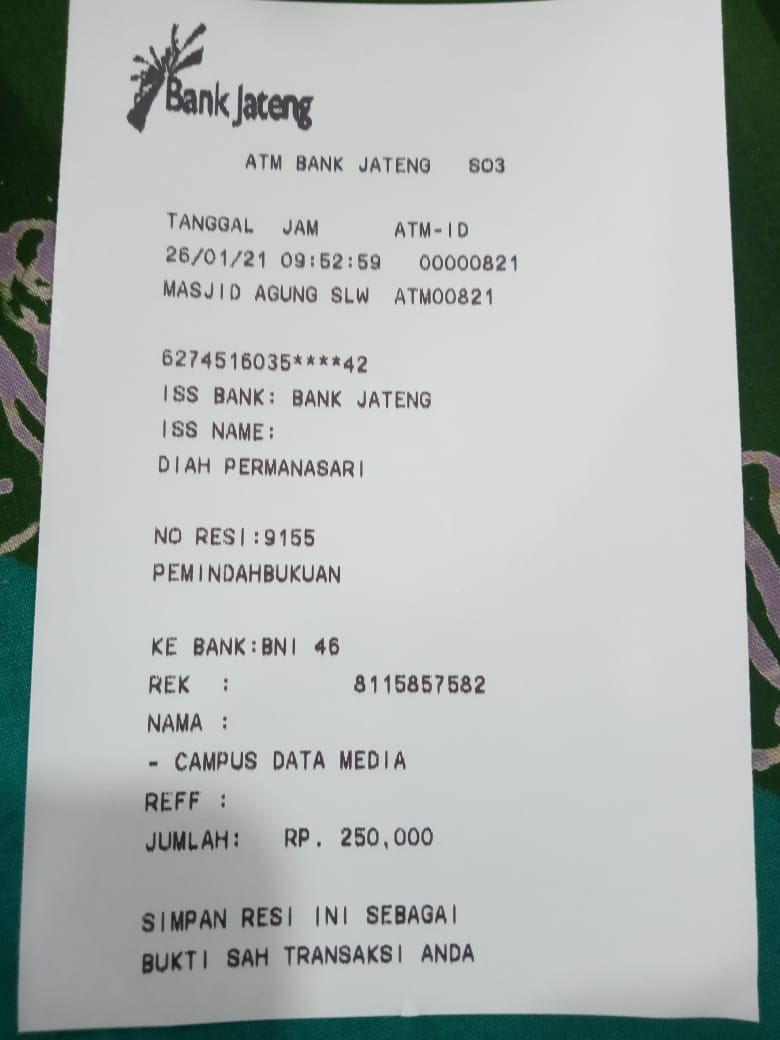 Bank Jateng
ATM BANK JATENG S03
TANGGAL JAM ATM-ID
26/01/21 09:52:59 00000821
MASJID AGUNG SLW ATM00821
6274516035****42
ISS BANK: BANK JATENG
ISS NAME:
DIAH PERMANASARI
NO RESI:9155
PEMINDAHBUKUAN
KE BANK:BNI 46
REK : 8115857582
NAMA :
- CAMPUS DATA MEDIA
REFF :
JUMLAH: RP. 250,000
SIMPAN RESI INI SEBAGAI
BUKTI SAH TRANSAKSI ANDA